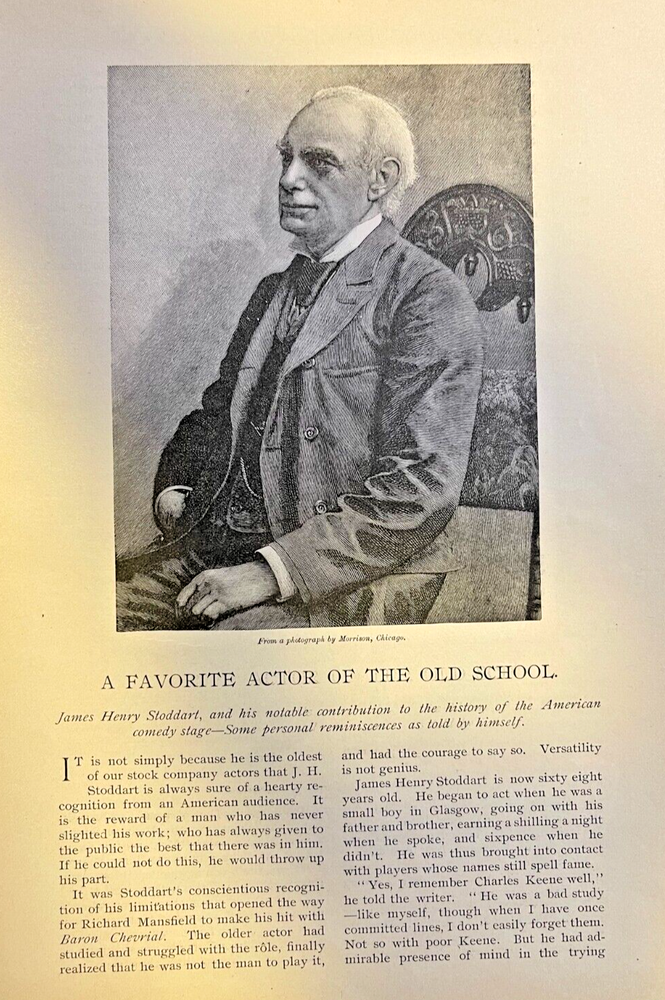 From a photograph by Morrison, Chicago.
A FAVORITE ACTOR OF THE OLD SCHOOL.
James Henry Stoddart, and his notable contribution to the history of the American
comedy stage—Some personal reminiscences as told by himself.
IT is not simply because he is the oldest
of our stock company actors that J. H.
Stoddart is always sure of a hearty re-
cognition from an American audience. It
is the reward of a man who has never
slighted his work; who has always given to
the public the best that there was in him.
If he could not do this, he would throw up
his part.
It was Stoddart's conscientious recogni-
tion of his limitations that opened the way
for Richard Mansfield to make his hit with
Baron Chevrial. The older actor had
studied and struggled with the rôle, finally
realized that he was not the man to play it,
and had the courage to say so. Versatility
is not genius.
James Henry Stoddart is now sixty eight
years old. He began to act when he was a
small boy in Glasgow, going on with his
father and brother, earning a shilling a night
when he spoke, and sixpence when he
didn't. He was thus brought into contact
with players whose names still spell fame.
"Yes, I remember Charles Keene well,"
he told the writer. "He was a bad study
—like myself, though when I have once
committed lines, I don't easily forget them.
Not so with poor Keene. But he had ad-
mirable presence of mind in the trying